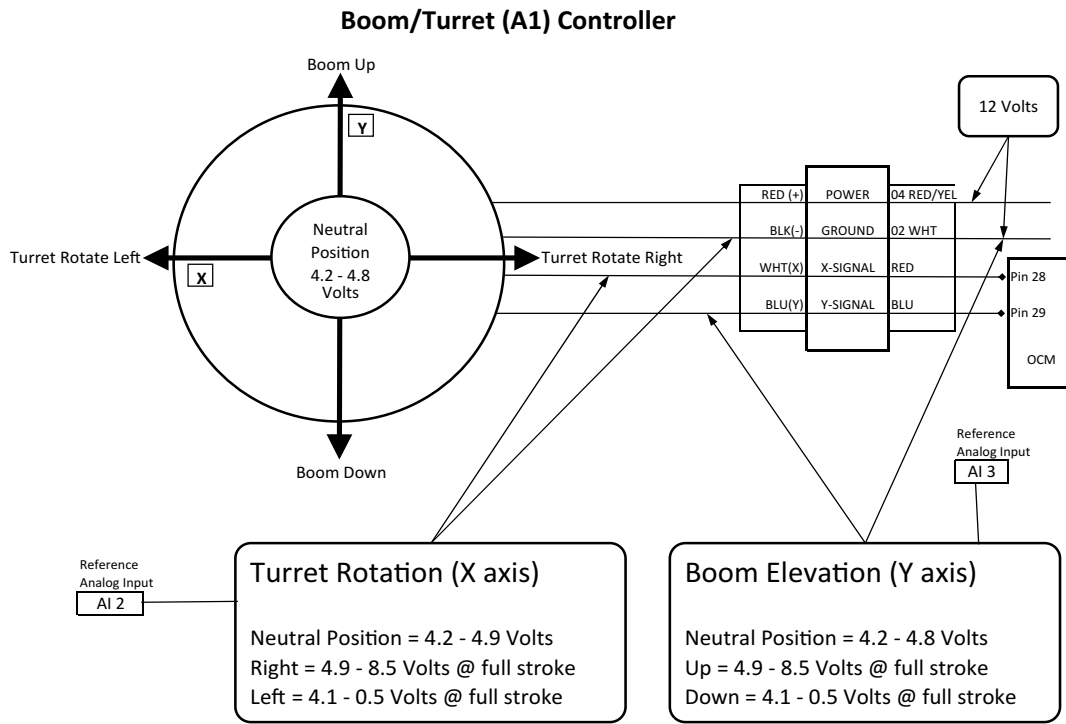 Boom/Turret (A1) Controller
Boom Up
Y
12 Volts
RED (+) POWER 04 RED/YEL
BLK(-) GROUND 02 WHT
WHT(X) X-SIGNAL RED
BLU(Y) Y-SIGNAL BLU
Neutral
Position
4.2 - 4.8
Volts
Turret Rotate Left
X
Turret Rotate Right
Pin 28
Pin 29
OCM
Boom Down
Reference
Analog Input
AI 3
Reference
Analog Input
AI 2
Turret Rotation (X axis)
Neutral Position = 4.2 - 4.9 Volts
Right = 4.9 - 8.5 Volts @ full stroke
Left = 4.1 - 0.5 Volts @ full stroke
Boom Elevation (Y axis)
Neutral Position = 4.2 - 4.8 Volts
Up = 4.9 - 8.5 Volts @ full stroke
Down = 4.1 - 0.5 Volts @ full stroke